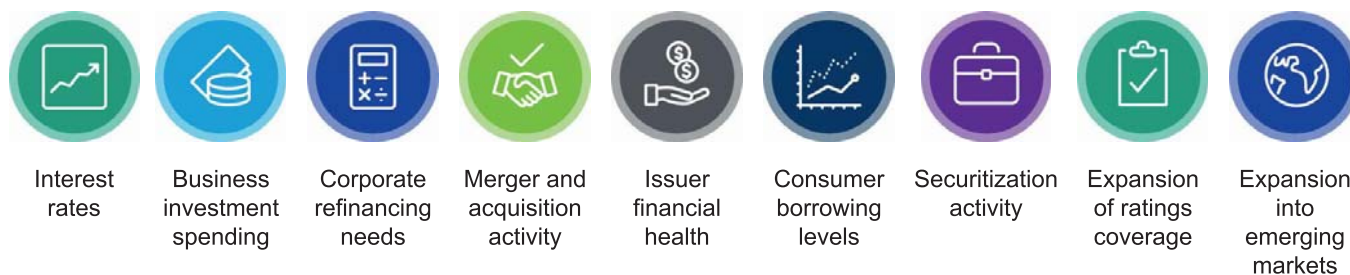 Interest
rates
Business
investment
spending
Corporate
refinancing
needs
Merger and
acquisition
activity
Issuer
financial
health
Consumer
borrowing
levels
Securitization
activity
Expansion
of ratings
coverage
Expansion
into
emerging
markets